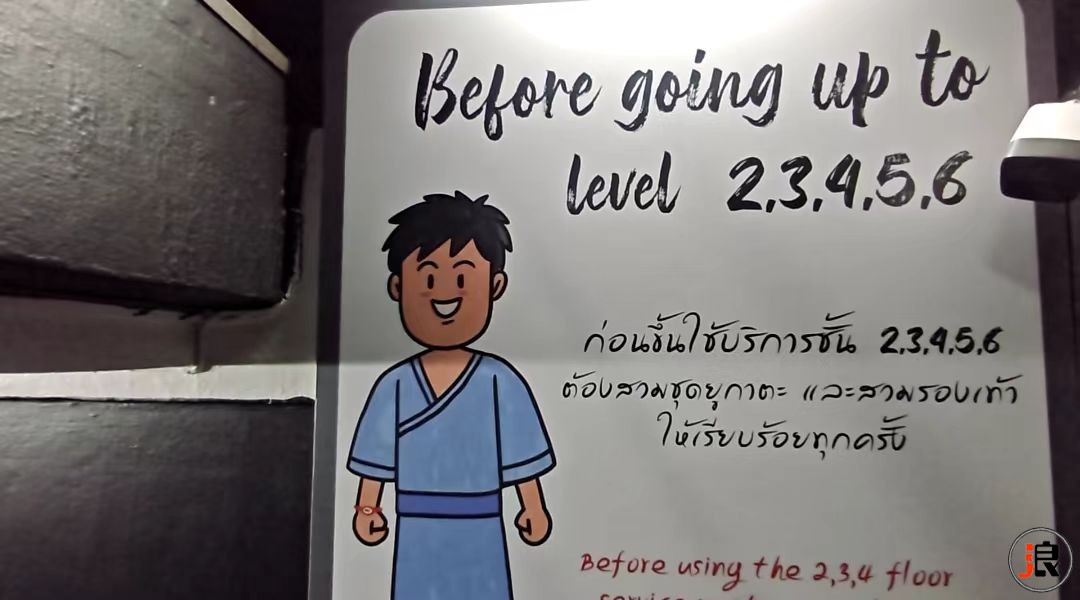 Before going up to
level 2,3,4,5,6
ก่อนขึ้นใช้บริการชั้น 2,3,4,5,6
ต้องสวมชุดยูกาตะ และสวมรองเท้า
ให้เรียบร้อยทุกครั้ง
Before using the 2,3,4 floor
浪